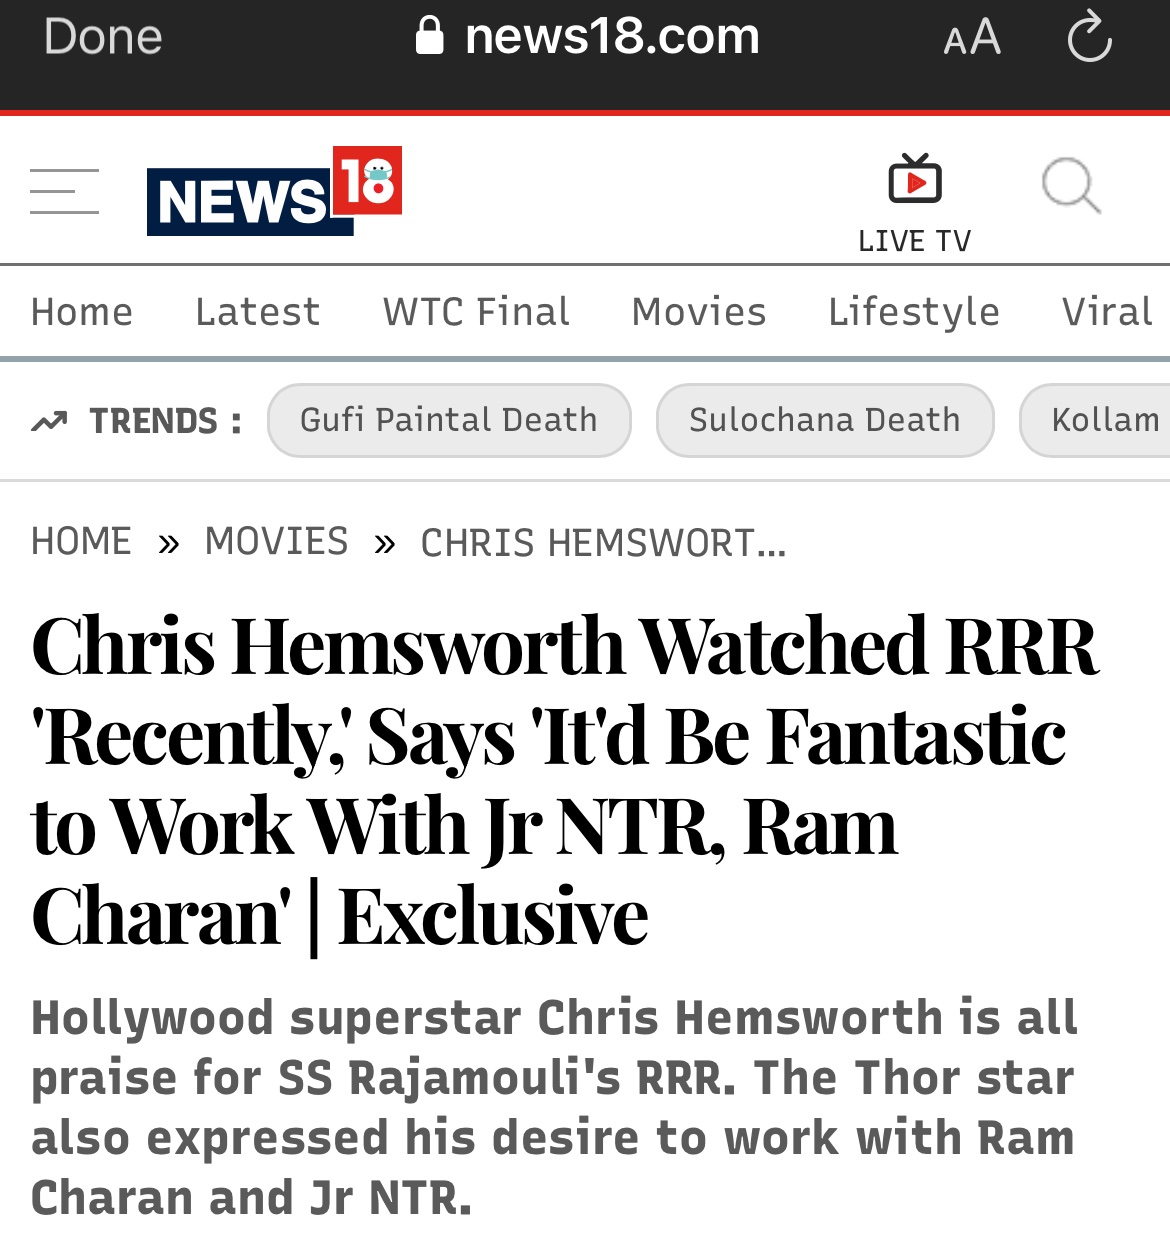 Done
news18.com
AA
NEWS18
LIVE TV
Home Latest WTC Final Movies Lifestyle Viral
TRENDS : Gufi Paintal Death Sulochana Death Kollam
HOME » MOVIES » CHRIS HEMSWORT...
Chris Hemsworth Watched RRR
'Recently,' Says 'It'd Be Fantastic
to Work With Jr NTR, Ram
Charan' | Exclusive
Hollywood superstar Chris Hemsworth is all
praise for SS Rajamouli's RRR. The Thor star
also expressed his desire to work with Ram
Charan and Jr NTR.